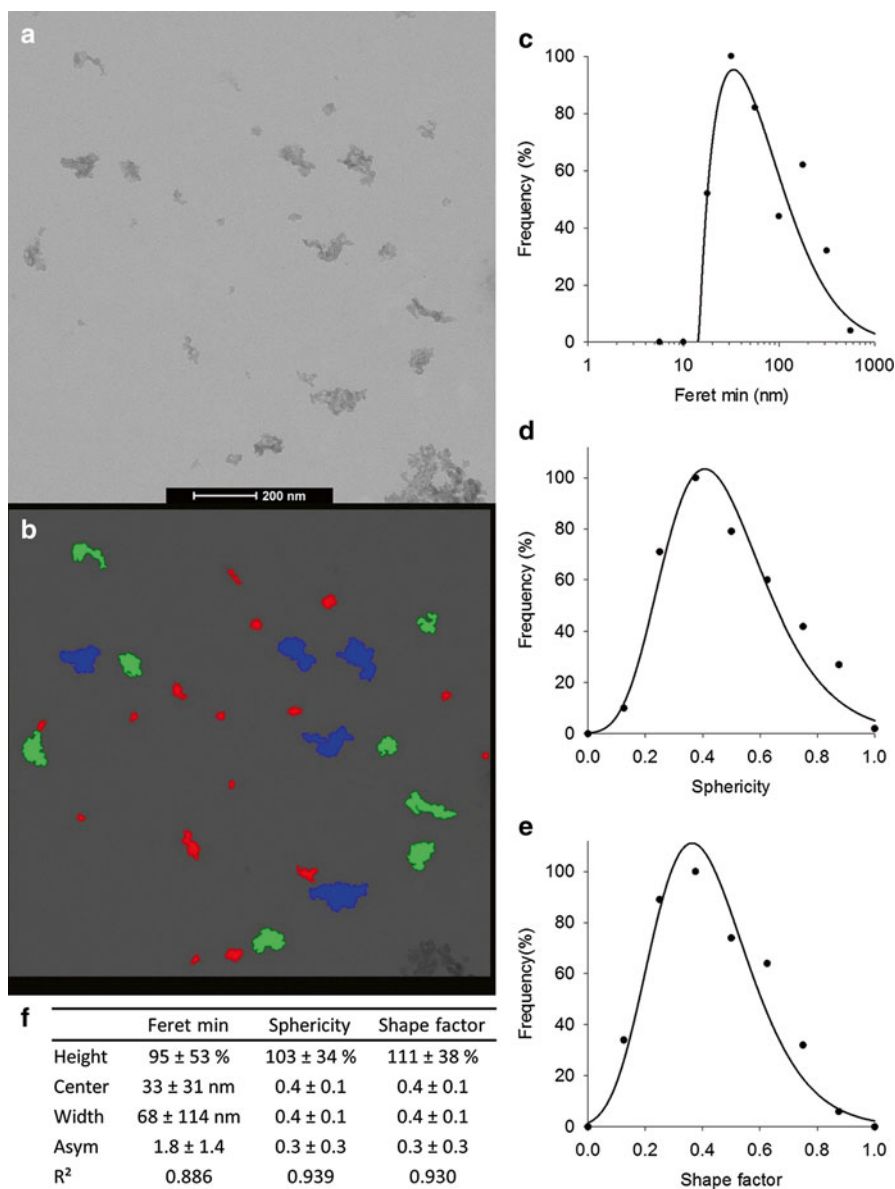 a
200 nm
b
c
Frequency (%)
100
80
60
40
20
0
1 10 100 1000
Feret min (nm)
d
Frequency (%)
100
80
60
40
20
0
0.0 0.2 0.4 0.6 0.8 1.0
Sphericity
e
Frequency(%)
100
80
60
40
20
0
0.0 0.2 0.4 0.6 0.8 1.0
Shape factor
f
Feret min Sphericity Shape factor
Height 95 ± 53 % 103 ± 34 % 111 ± 38 %
Center 33 ± 31 nm 0.4 ± 0.1 0.4 ± 0.1
Width 68 ± 114 nm 0.4 ± 0.1 0.4 ± 0.1
Asym 1.8 ± 1.4 0.3 ± 0.3 0.3 ± 0.3
R² 0.886 0.939 0.930